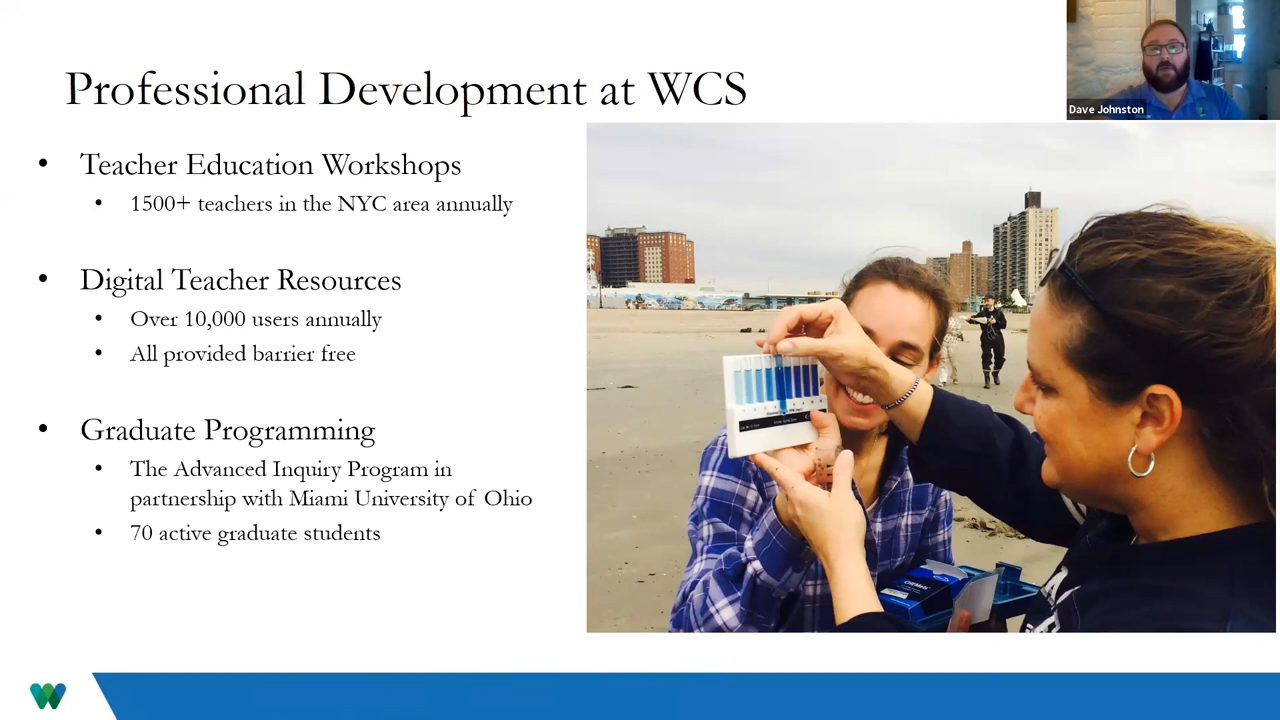 Professional Development at WCS
Dave Johnston
• Teacher Education Workshops
• 1500+ teachers in the NYC area annually
• Digital Teacher Resources
• Over 10,000 users annually
• All provided barrier free
• Graduate Programming
• The Advanced Inquiry Program in
partnership with Miami University of Ohio
• 70 active graduate students
CHEMets